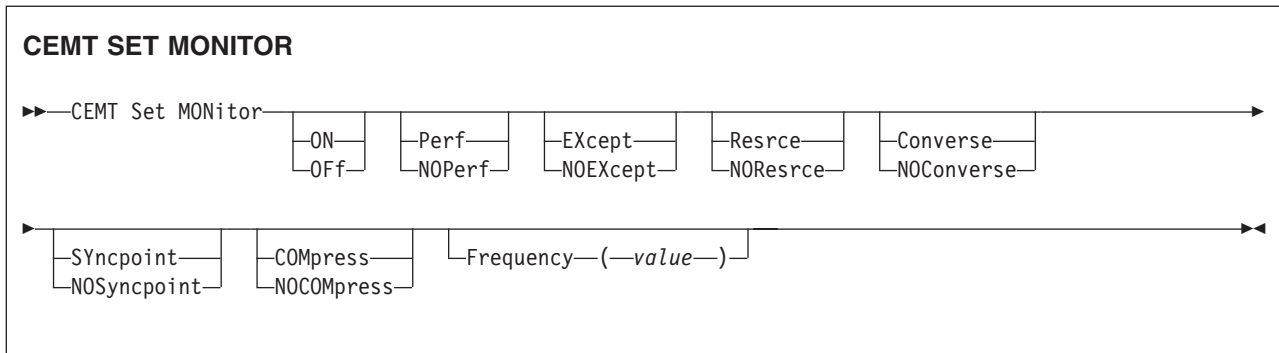 CEMT SET MONITOR
CEMT Set MONitor
ON
OFf
Perf
NOPerf
EXcept
NOEXcept
Resrce
NOResrce
Converse
NOConverse
SYncpoint
NOSyncpoint
COMpress
NOCOMpress
Frequency ( value )